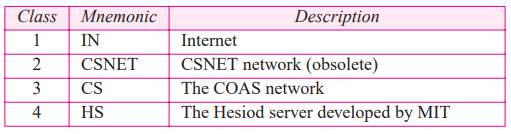 Class Mnemonic Description
1 IN Internet
2 CSNET CSNET network (obsolete)
3 CS The COAS network
4 HS The Hesiod server developed by MIT